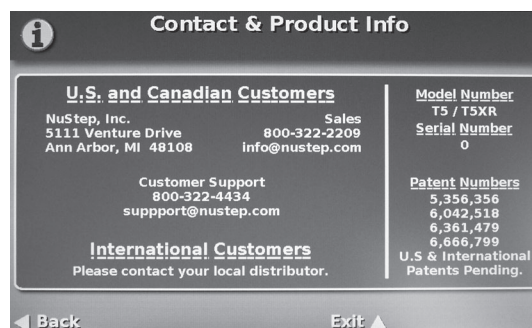 Contact & Product Info
U.S. and Canadian Customers
NuStep, Inc.
5111 Venture Drive
Ann Arbor, MI 48108
Sales
800-322-2209
info@nustep.com
Customer Support
800-322-4434
suppport@nustep.com
International Customers
Please contact your local distributor.
Model Number
T5 / T5XR
Serial Number
0
Patent Numbers
5,356,356
6,042,518
6,361,479
6,666,799
U.S & International
Patents Pending.
Back
Exit